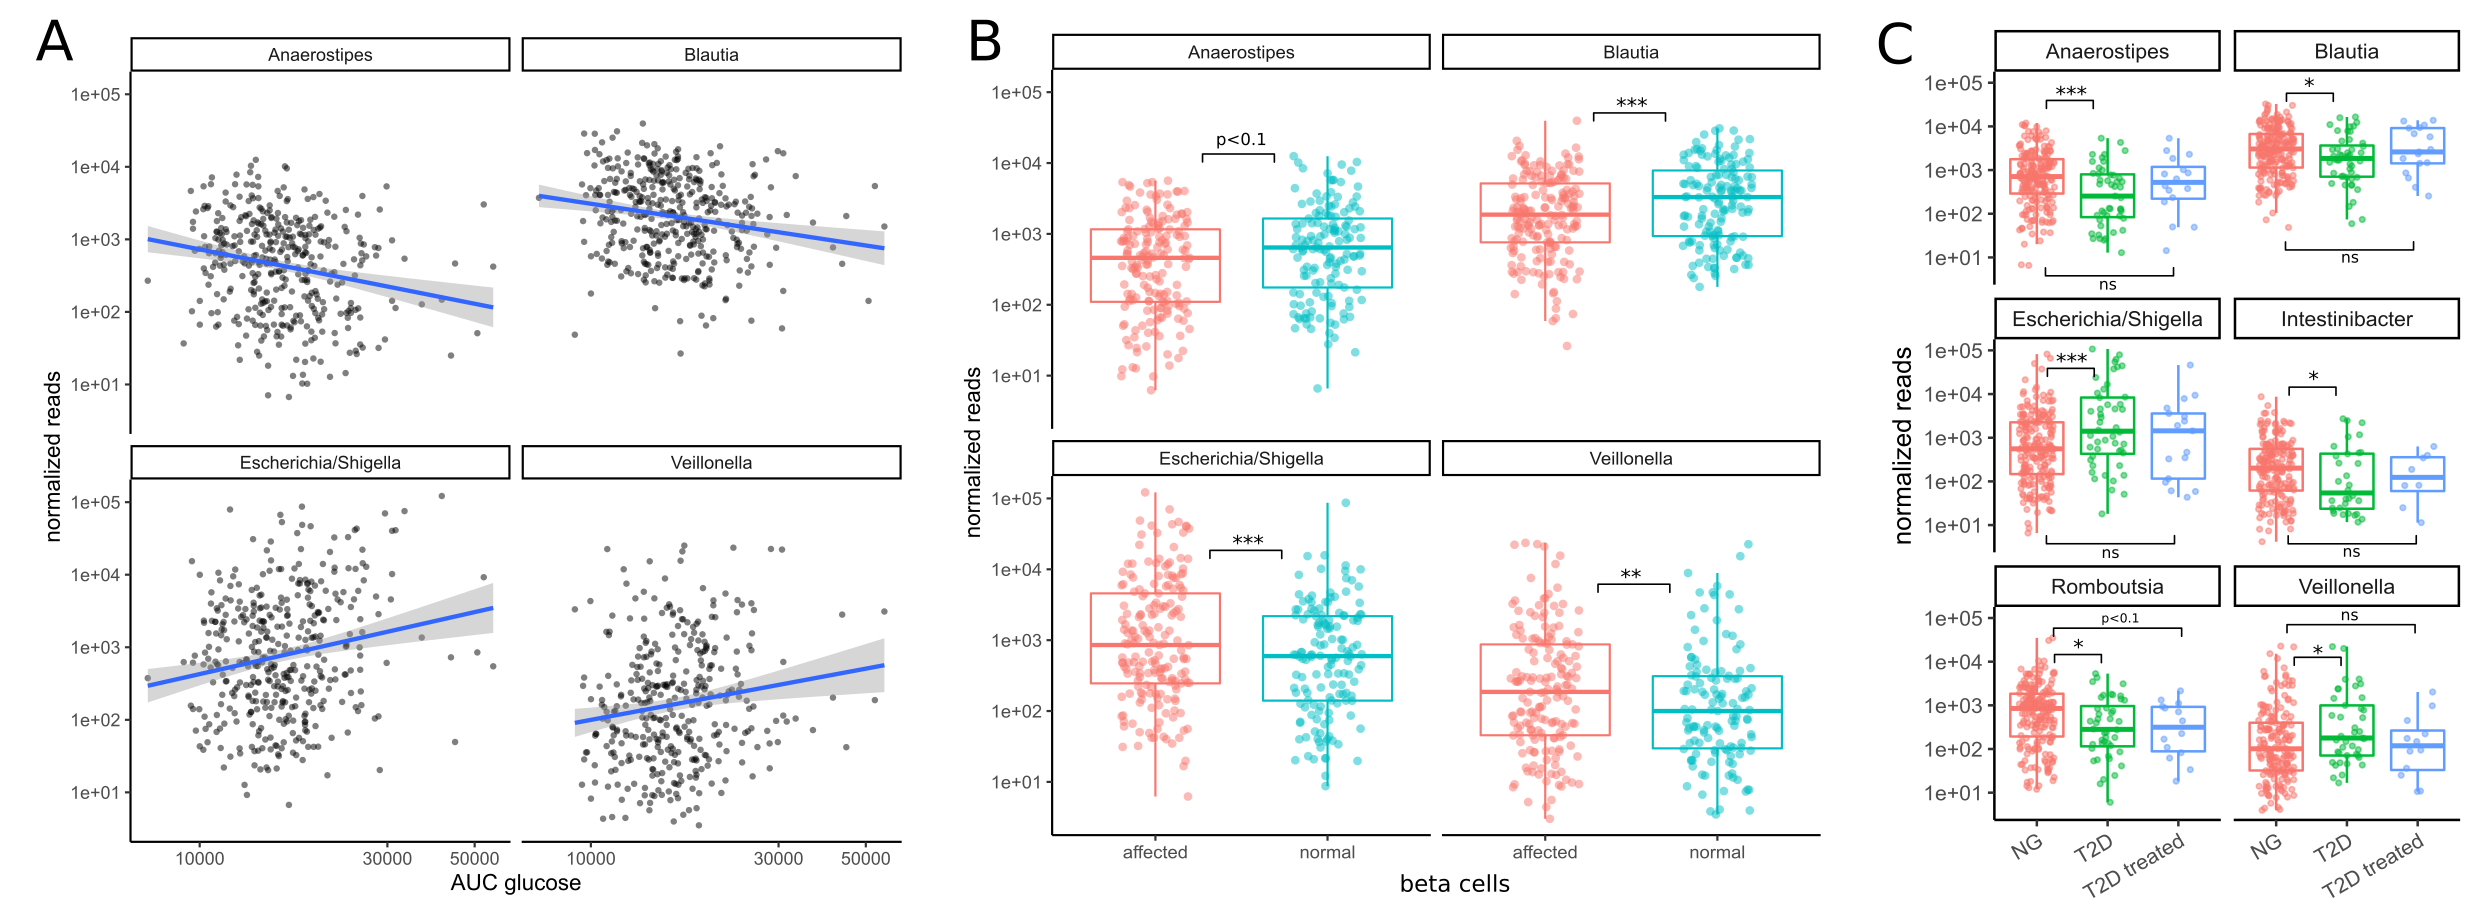 A
Anaerostipes
Blautia
1e+05
1e+04
1e+03
1e+02
1e+01
Escherichia/Shigella
Veillonella
1e+05
1e+04
1e+03
1e+02
1e+01
normalized reads
10000
30000
50000
10000
30000
50000
AUC glucose
B
Anaerostipes
Blautia
1e+05
1e+04
1e+03
1e+02
1e+01
p<0.1
***
Escherichia/Shigella
Veillonella
1e+05
1e+04
1e+03
1e+02
1e+01
***
**
normalized reads
affected
normal
affected
normal
beta cells
C
Anaerostipes
Blautia
1e+05
1e+04
1e+03
1e+02
1e+01
***
ns
*
ns
Escherichia/Shigella
Intestinibacter
1e+05
1e+04
1e+03
1e+02
1e+01
***
ns
*
ns
Romboutsia
Veillonella
1e+05
1e+04
1e+03
1e+02
1e+01
p<0.1
*
ns
*
normalized reads
NG
T2D
T2D treated
NG
T2D
T2D treated